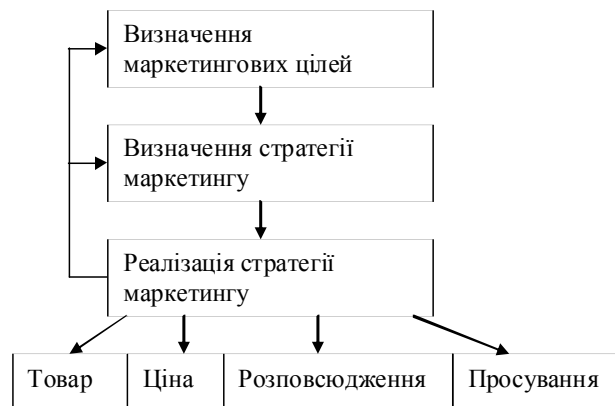 Визначення
маркетингових цілей
Визначення стратегії
маркетингу
Реалізація стратегії
маркетингу
Товар
Ціна
Розповсюдження
Просування